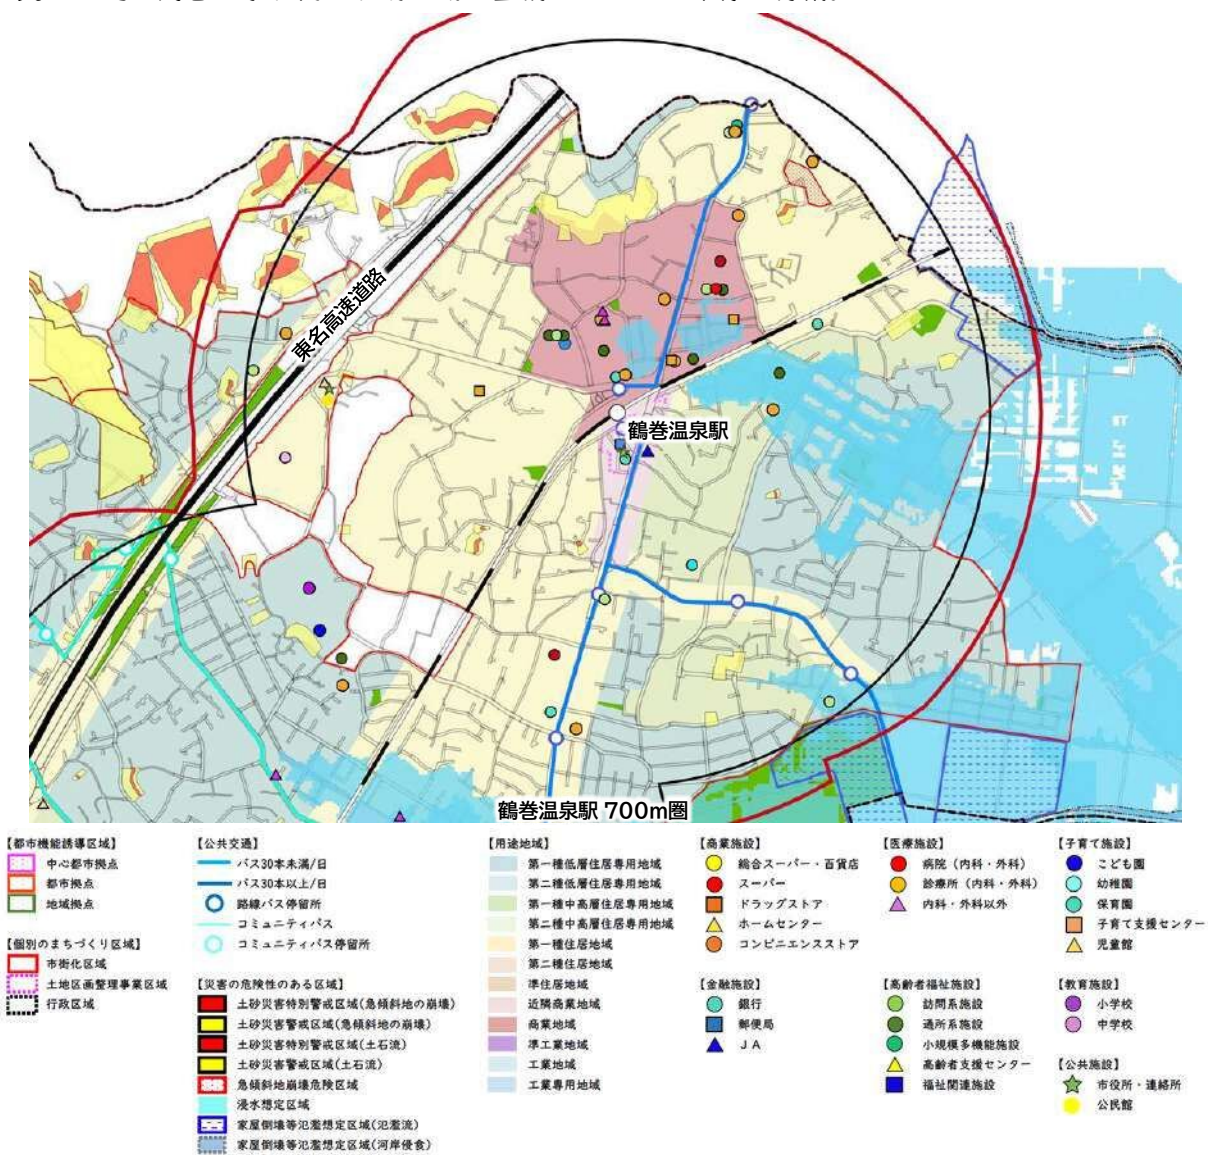 東名高速道路
鶴巻温泉駅
鶴巻温泉駅 700m圏
【都市機能誘導区域】
中心都市拠点
都市拠点
地域拠点
【個別のまちづくり区域】
市街化区域
土地区画整理事業区域
行政区域
【公共交通】
バス30本未満/日
バス30本以上/日
路線バス停留所
コミュニティバス
コミュニティバス停留所
【災害の危険性のある区域】
土砂災害特別警戒区域(急傾斜地の崩壊)
土砂災害警戒区域(急傾斜地の崩壊)
土砂災害特別警戒区域(土石流)
土砂災害警戒区域(土石流)
急傾斜地崩壊危険区域
浸水想定区域
家屋倒壊等氾濫想定区域(氾濫流)
家屋倒壊等氾濫想定区域(河岸侵食)
【用途地域】
第一種低層住居専用地域
第二種低層住居専用地域
第一種中高層住居専用地域
第二種中高層住居専用地域
第一種住居地域
第二種住居地域
準住居地域
近隣商業地域
商業地域
準工業地域
工業地域
工業専用地域
【商業施設】
総合スーパー・百貨店
スーパー
ドラッグストア
ホームセンター
コンビニエンスストア
【金融施設】
銀行
郵便局
JA
【医療施設】
病院(内科・外科)
診療所(内科・外科)
内科・外科以外
【高齢者福祉施設】
訪問系施設
通所系施設
小規模多機能施設
高齢者支援センター
福祉関連施設
【子育て施設】
こども園
幼稚園
保育園
子育て支援センター
児童館
【教育施設】
小学校
中学校
【公共施設】
市役所・連絡所
公民館